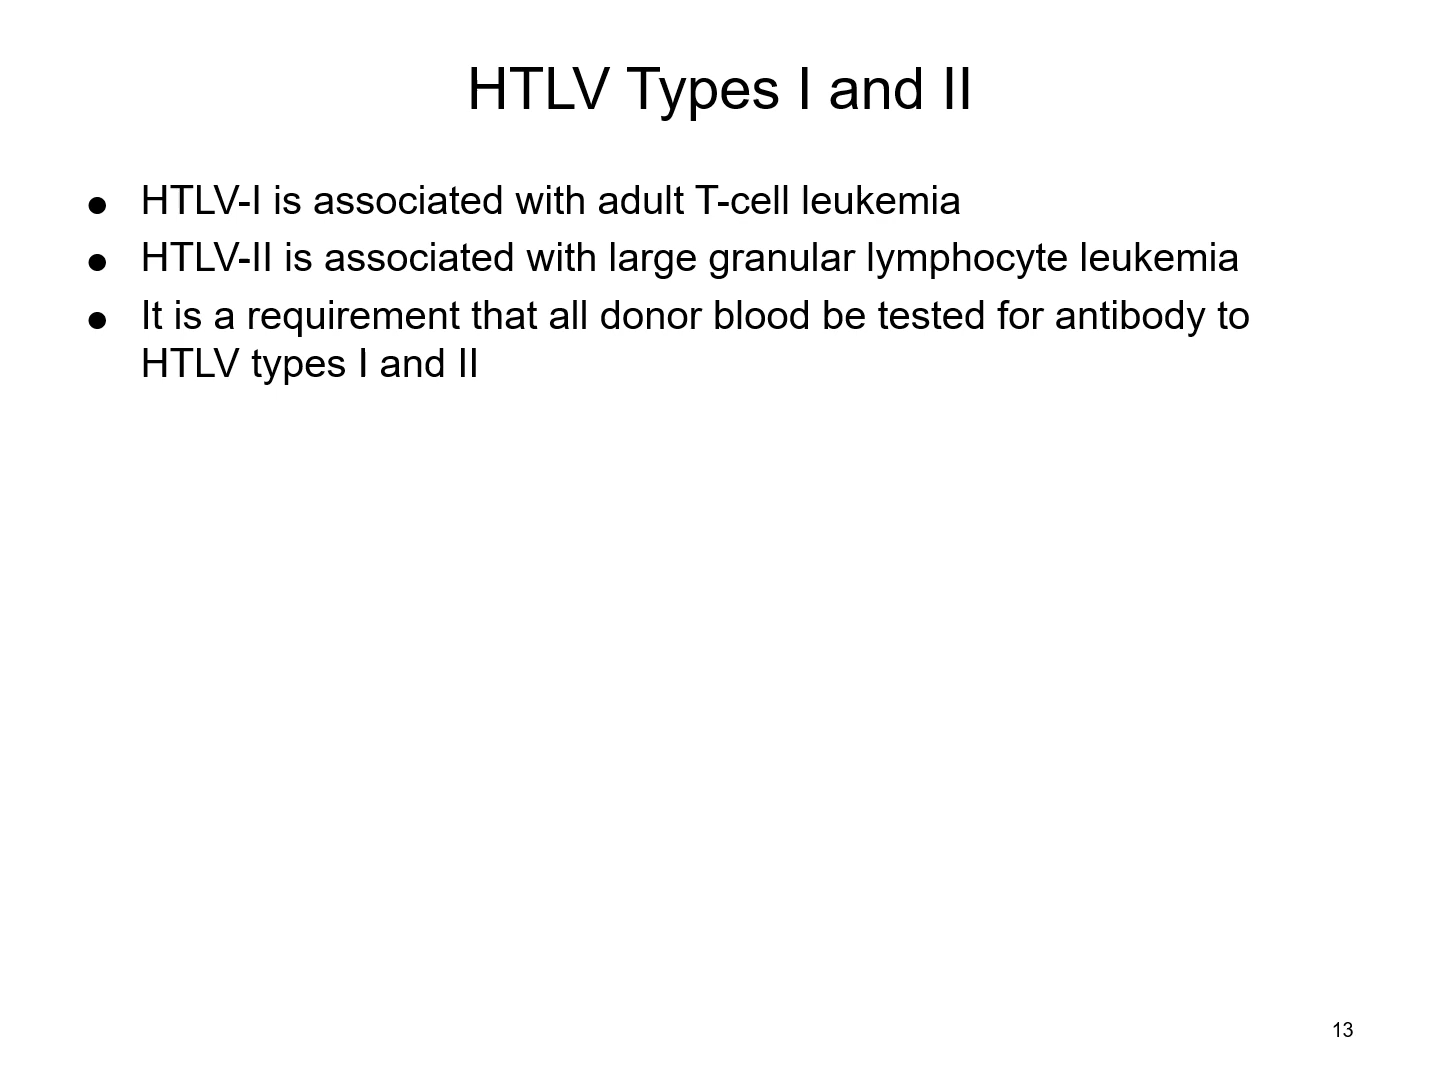 HTLV Types I and II
● HTLV-I is associated with adult T-cell leukemia
● HTLV-II is associated with large granular lymphocyte leukemia
● It is a requirement that all donor blood be tested for antibody to
HTLV types I and II
13